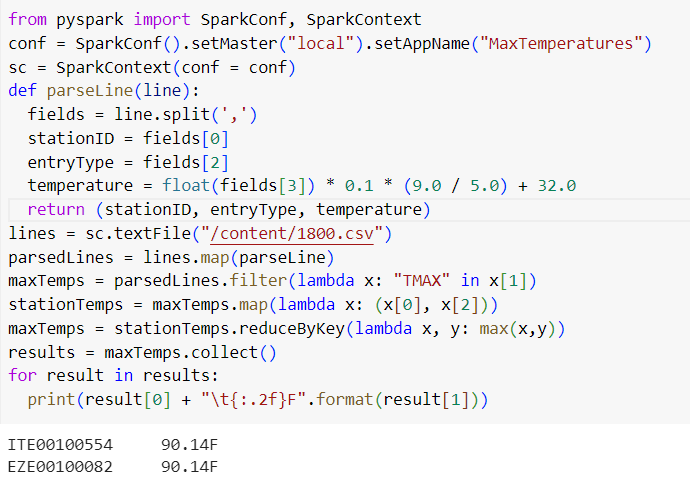 from pyspark import SparkConf, SparkContext
conf = SparkConf().setMaster("local").setAppName("MaxTemperatures")
sc = SparkContext(conf = conf)
def parseLine(line):
  fields = line.split(',')
  stationID = fields[0]
  entryType = fields[2]
  temperature = float(fields[3]) * 0.1 * (9.0 / 5.0) + 32.0
  return (stationID, entryType, temperature)
lines = sc.textFile("/content/1800.csv")
parsedLines = lines.map(parseLine)
maxTemps = parsedLines.filter(lambda x: "TMAX" in x[1])
stationTemps = maxTemps.map(lambda x: (x[0], x[2]))
maxTemps = stationTemps.reduceByKey(lambda x, y: max(x,y))
results = maxTemps.collect()
for result in results:
  print(result[0] + "\t{:.2f}F".format(result[1]))
ITE00100554	90.14F
EZE00100082	90.14F